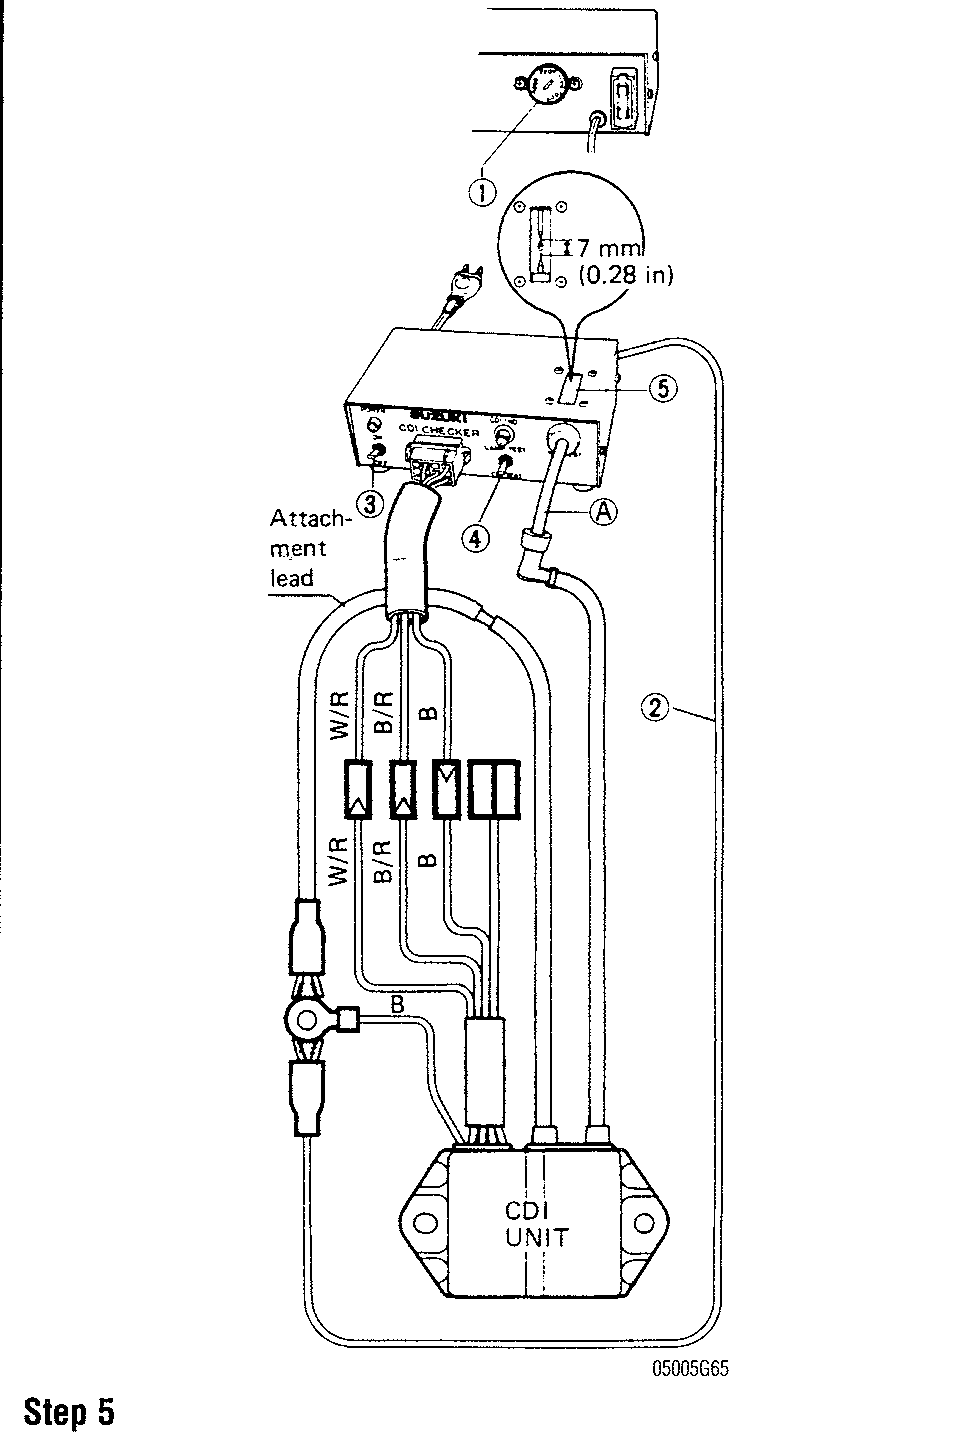 1
7 mm
(0.28 in)
5
SUZUKI
CDI CHECKER
3
4
A
Attach-
ment
lead
W/R
B/R
B
2
W/R
B/R
B
B
CDI
UNIT
05005G65
Step 5